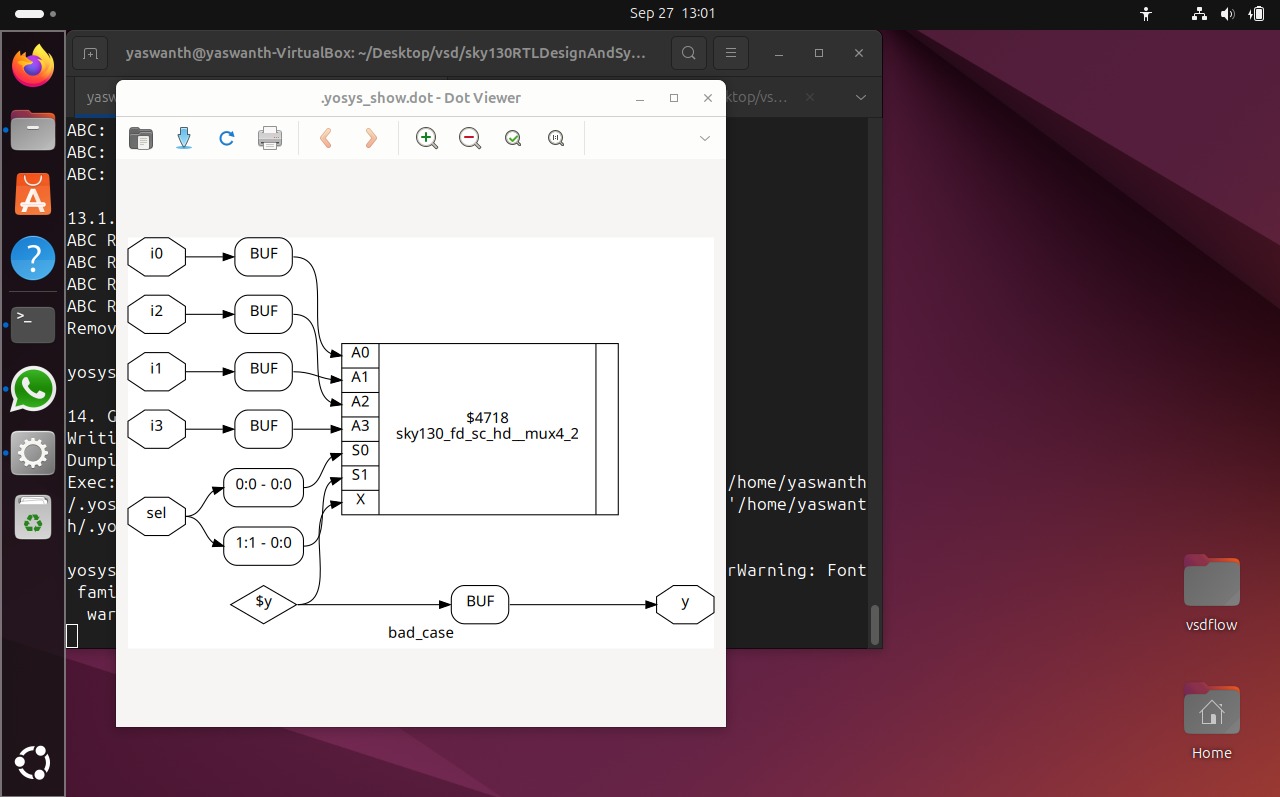 Sep 27 13:01
yaswanth@yaswanth-VirtualBox: ~/Desktop/vsd/sky130RTLDesignAndSy…
yasw
ktop/vs…
.yosys_show.dot - Dot Viewer
ABC:
ABC:
ABC:
13.1.
ABC R
ABC R
ABC R
ABC R
Remov
yosys
14. G
Writi
Dumpi
Exec:
/home/yaswanth
/.yos
'/home/yaswant
h/.yo
yosys
rWarning: Font
fami
war
i0
BUF
i2
BUF
i1
BUF
i3
BUF
sel
0:0 - 0:0
1:1 - 0:0
A0
A1
A2
A3
S0
S1
X
$4718
sky130_fd_sc_hd__mux4_2
$y
BUF
y
bad_case
vsdflow
Home